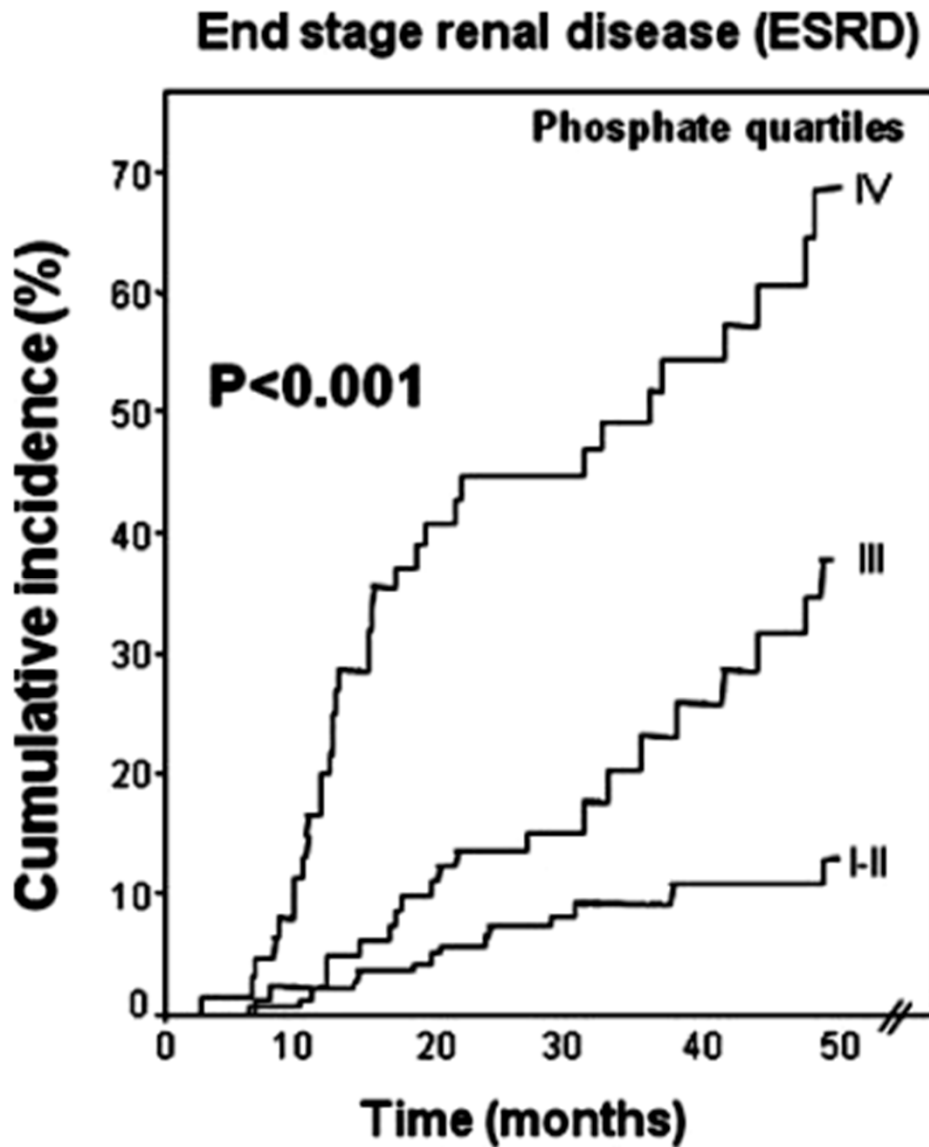 End stage renal disease (ESRD)
Phosphate quartiles
IV
III
I-II
P<0.001
Cumulative incidence (%)
70
60
50
40
30
20
10
0
0 10 20 30 40 50
Time (months)